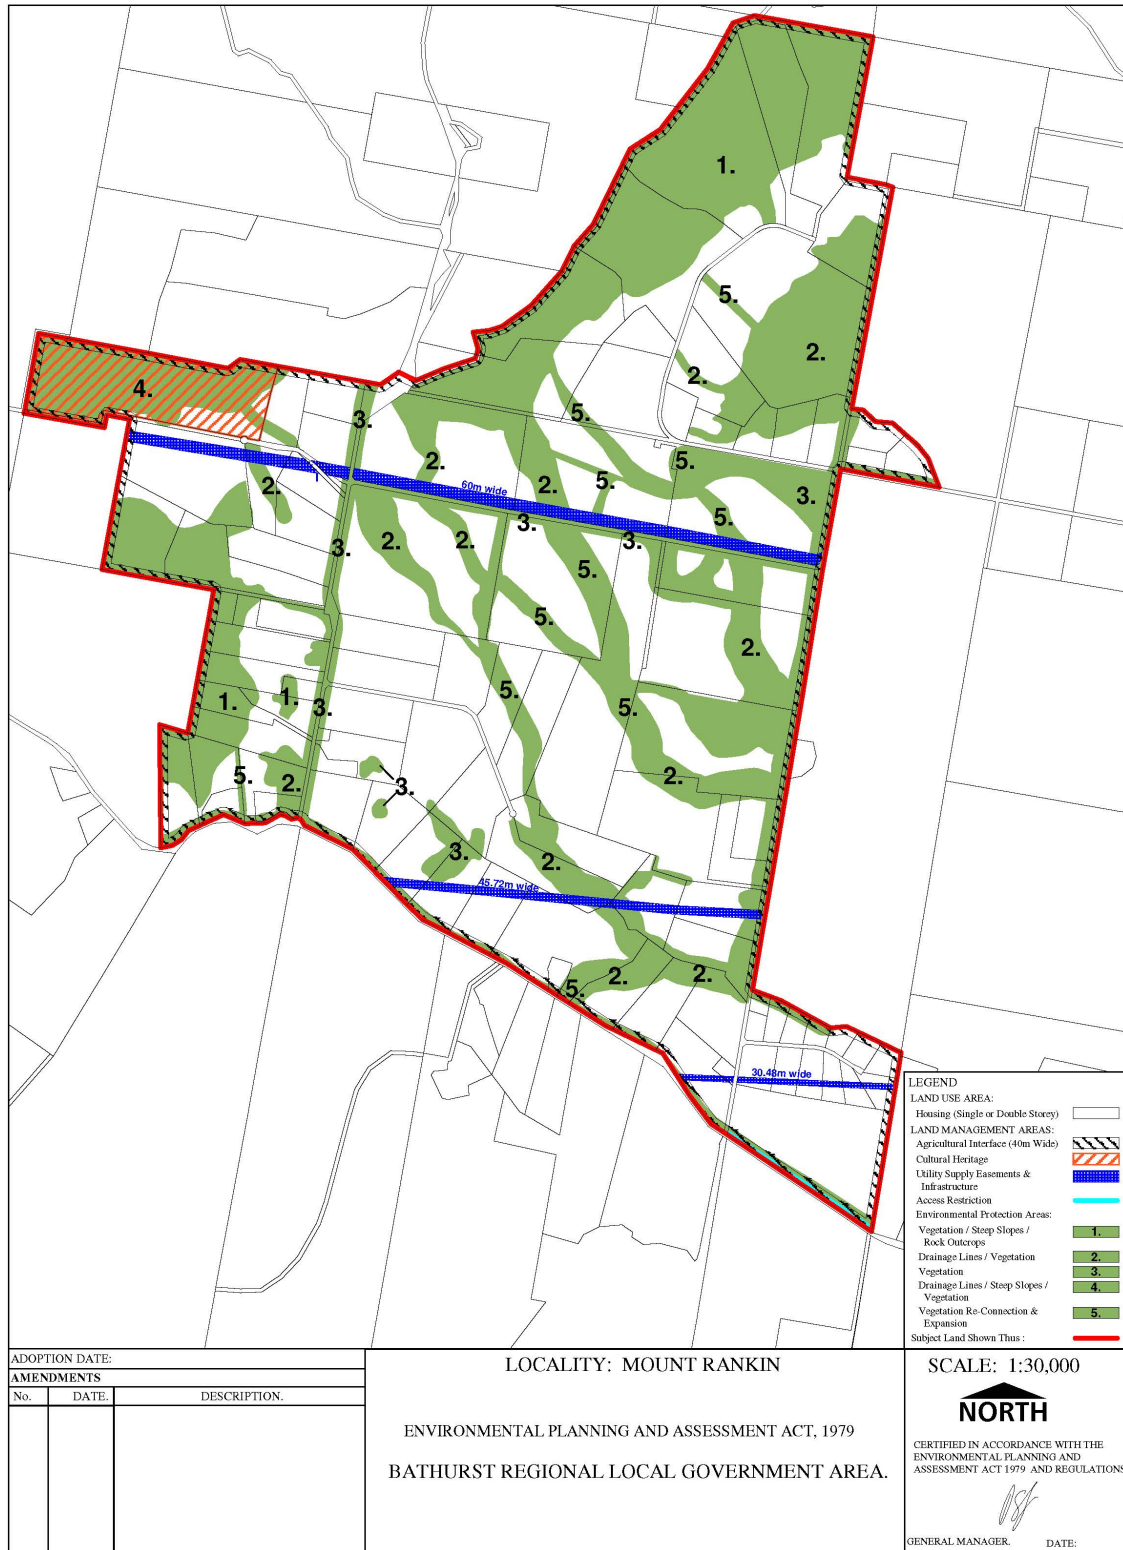 1.
5.
2.
2.
4.
5.
3.
5.
2.
5.
2.
2.
60m wide
3.
5.
3.
3.
3.
2.
2.
5.
5.
2.
5.
1.
1.
3.
5.
2.
5.
2.
3.
3.
2.
45.72m wide
2.
2.
5.
30.48m wide
LEGEND
LAND USE AREA:
Housing (Single or Double Storey)
LAND MANAGEMENT AREAS:
Agricultural Interface (40m Wide)
Cultural Heritage
Utility Supply Easements &
Infrastructure
Access Restriction
Environmental Protection Areas:
Vegetation / Steep Slopes / 1.
Rock Outcrops
Drainage Lines / Vegetation 2.
Vegetation 3.
Drainage Lines / Steep Slopes / 4.
Vegetation
Vegetation Re-Connection & 5.
Expansion
Subject Land Shown Thus :
ADOPTION DATE:
AMENDMENTS
No. DATE. DESCRIPTION.
LOCALITY: MOUNT RANKIN
ENVIRONMENTAL PLANNING AND ASSESSMENT ACT, 1979
BATHURST REGIONAL LOCAL GOVERNMENT AREA.
SCALE: 1:30,000
NORTH
CERTIFIED IN ACCORDANCE WITH THE
ENVIRONMENTAL PLANNING AND
ASSESSMENT ACT 1979 AND REGULATIONS
GENERAL MANAGER. DATE: